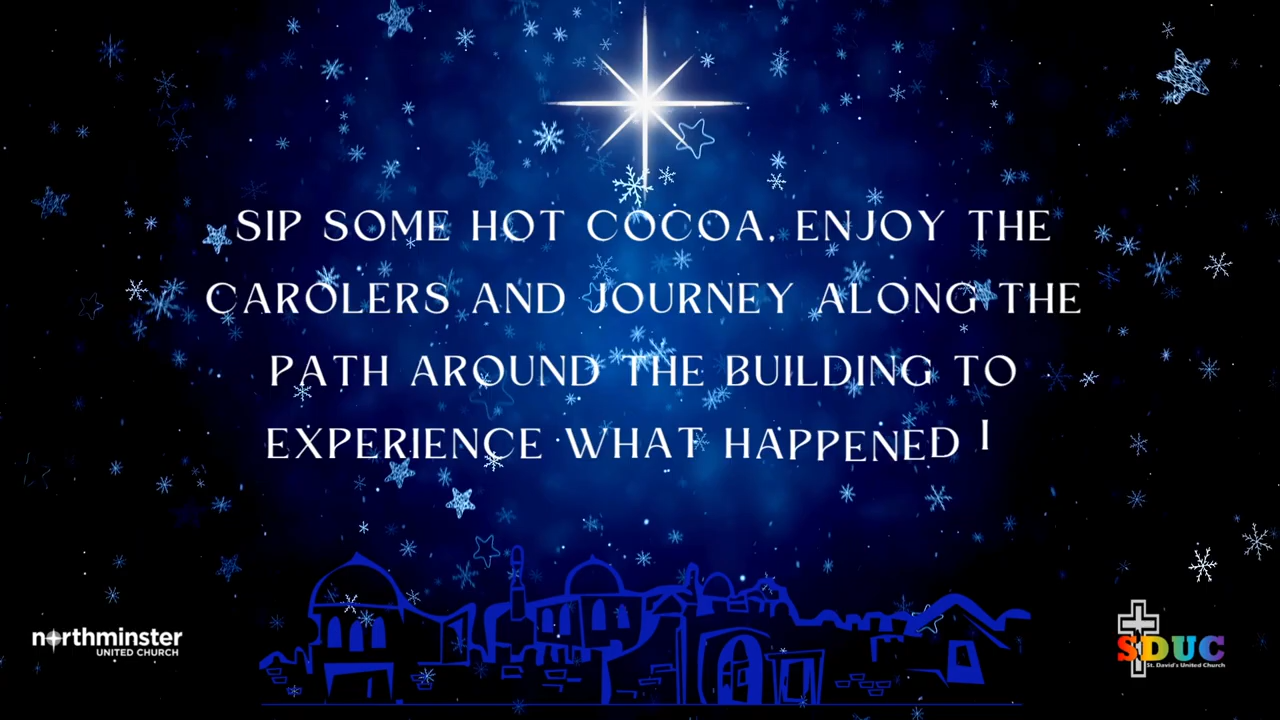 SIP SOME HOT COCOA, ENJOY THE
CAROLERS AND JOURNEY ALONG THE
PATH AROUND THE BUILDING TO
EXPERIENCE WHAT HAPPENED I
northminster
UNITED CHURCH
SDUC
St. David's United Church